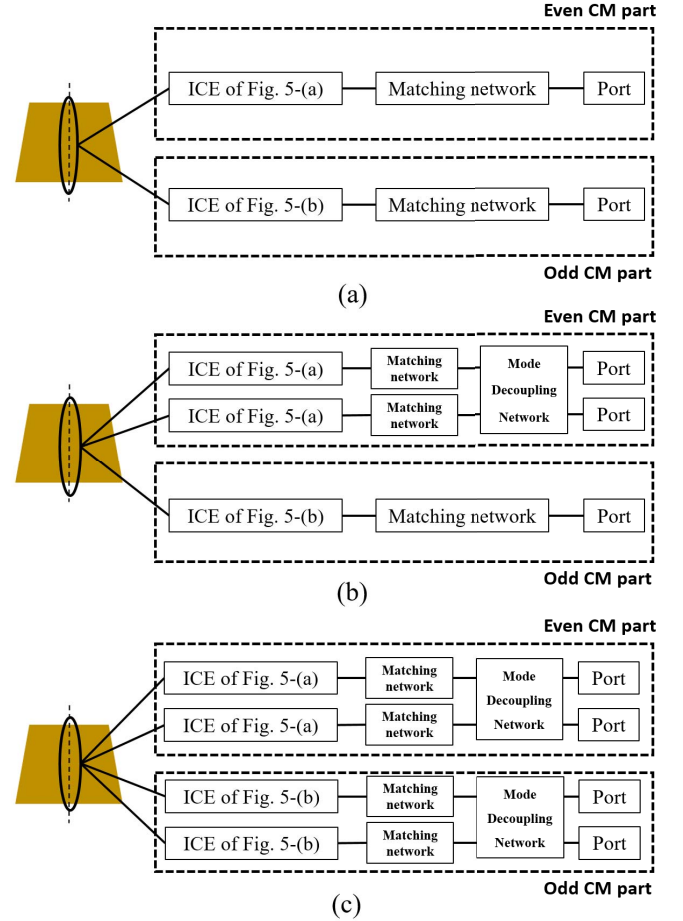 Even CM part
ICE of Fig. 5-(a) Matching network Port
ICE of Fig. 5-(b) Matching network Port
Odd CM part
(a)
Even CM part
ICE of Fig. 5-(a) Matching network Mode Decoupling Network Port
ICE of Fig. 5-(a) Matching network Port
ICE of Fig. 5-(b) Matching network Port
Odd CM part
(b)
Even CM part
ICE of Fig. 5-(a) Matching network Mode Decoupling Network Port
ICE of Fig. 5-(a) Matching network Port
ICE of Fig. 5-(b) Matching network Mode Decoupling Network Port
ICE of Fig. 5-(b) Matching network Port
Odd CM part
(c)